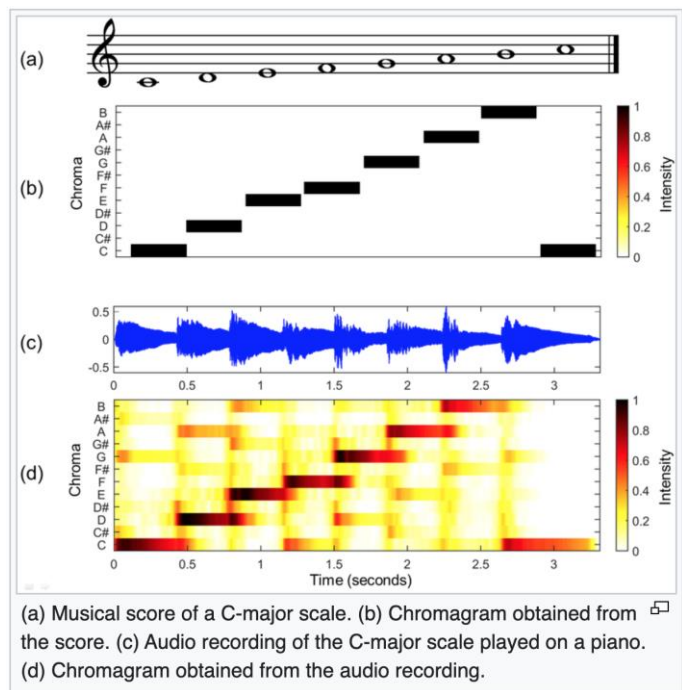 (a)
B
A#
A
G#
G
F#
F
E
D#
D
C#
C
Chroma
(b)
1
0.8
0.6
0.4
0.2
0
Intensity
(c)
0.5
0
-0.5
0 0.5 1 1.5 2 2.5 3
(d)
B
A#
A
G#
G
F#
F
E
D#
D
C#
C
Chroma
1
0.8
0.6
0.4
0.2
0
Intensity
0 0.5 1 1.5 2 2.5 3
Time (seconds)
(a) Musical score of a C-major scale. (b) Chromagram obtained from
the score. (c) Audio recording of the C-major scale played on a piano.
(d) Chromagram obtained from the audio recording.